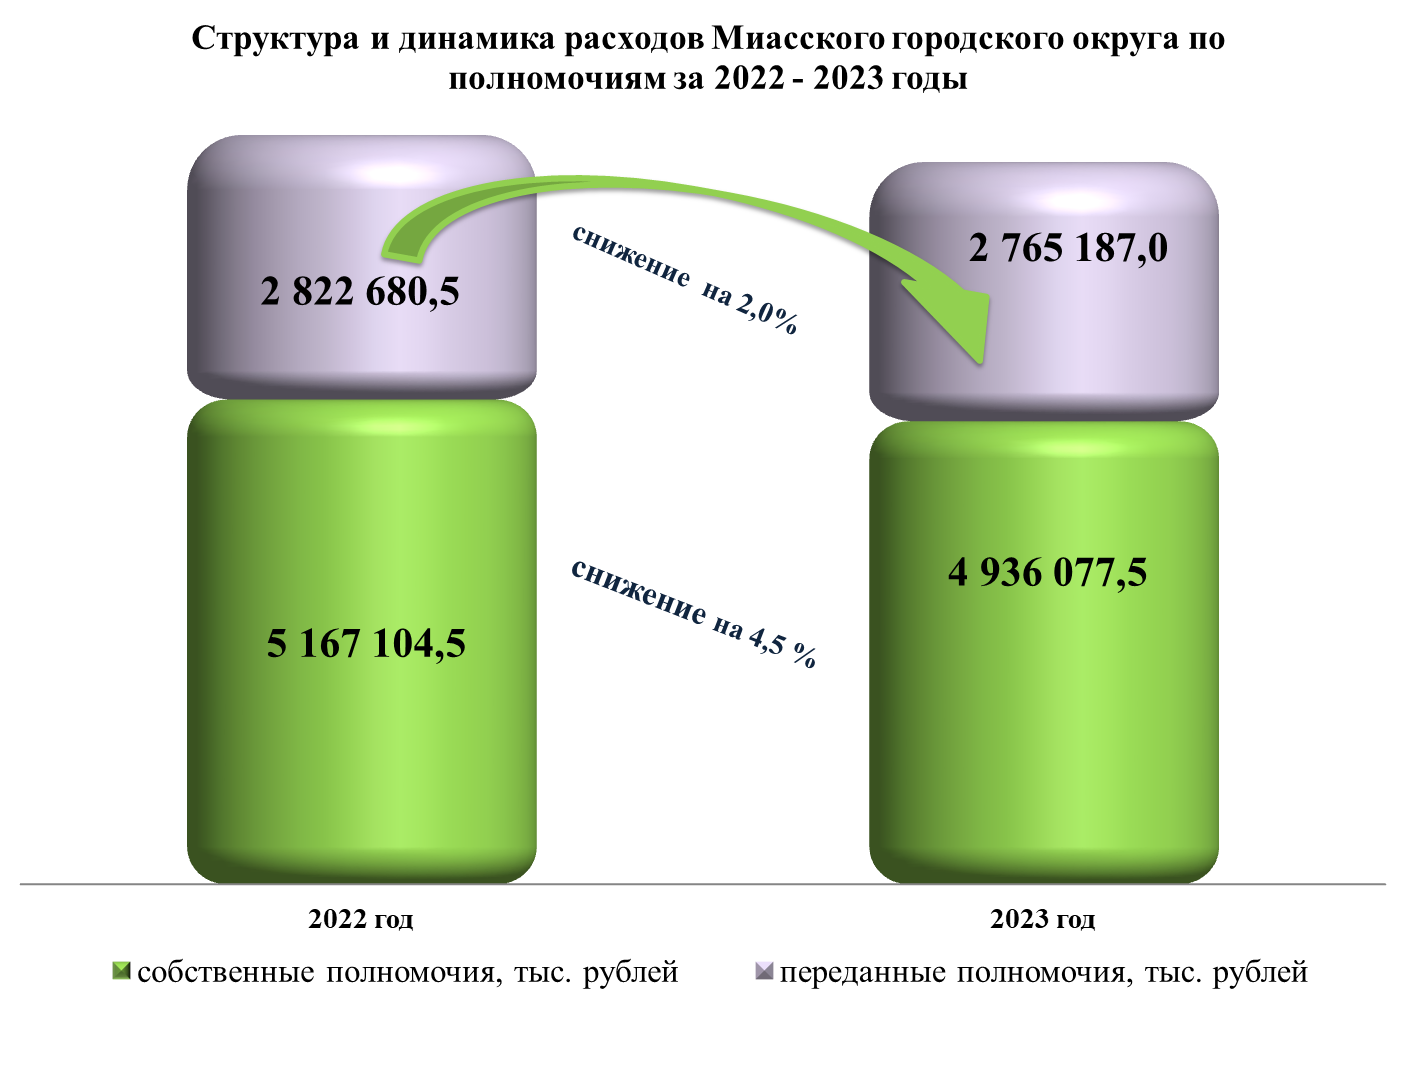 Структура и динамика расходов Миасского городского округа по
полномочиям за 2022 - 2023 годы
2 822 680,5
снижение на 2,0%
2 765 187,0
5 167 104,5
снижение на 4,5 %
4 936 077,5
2022 год
2023 год
собственные полномочия, тыс. рублей
переданные полномочия, тыс. рублей